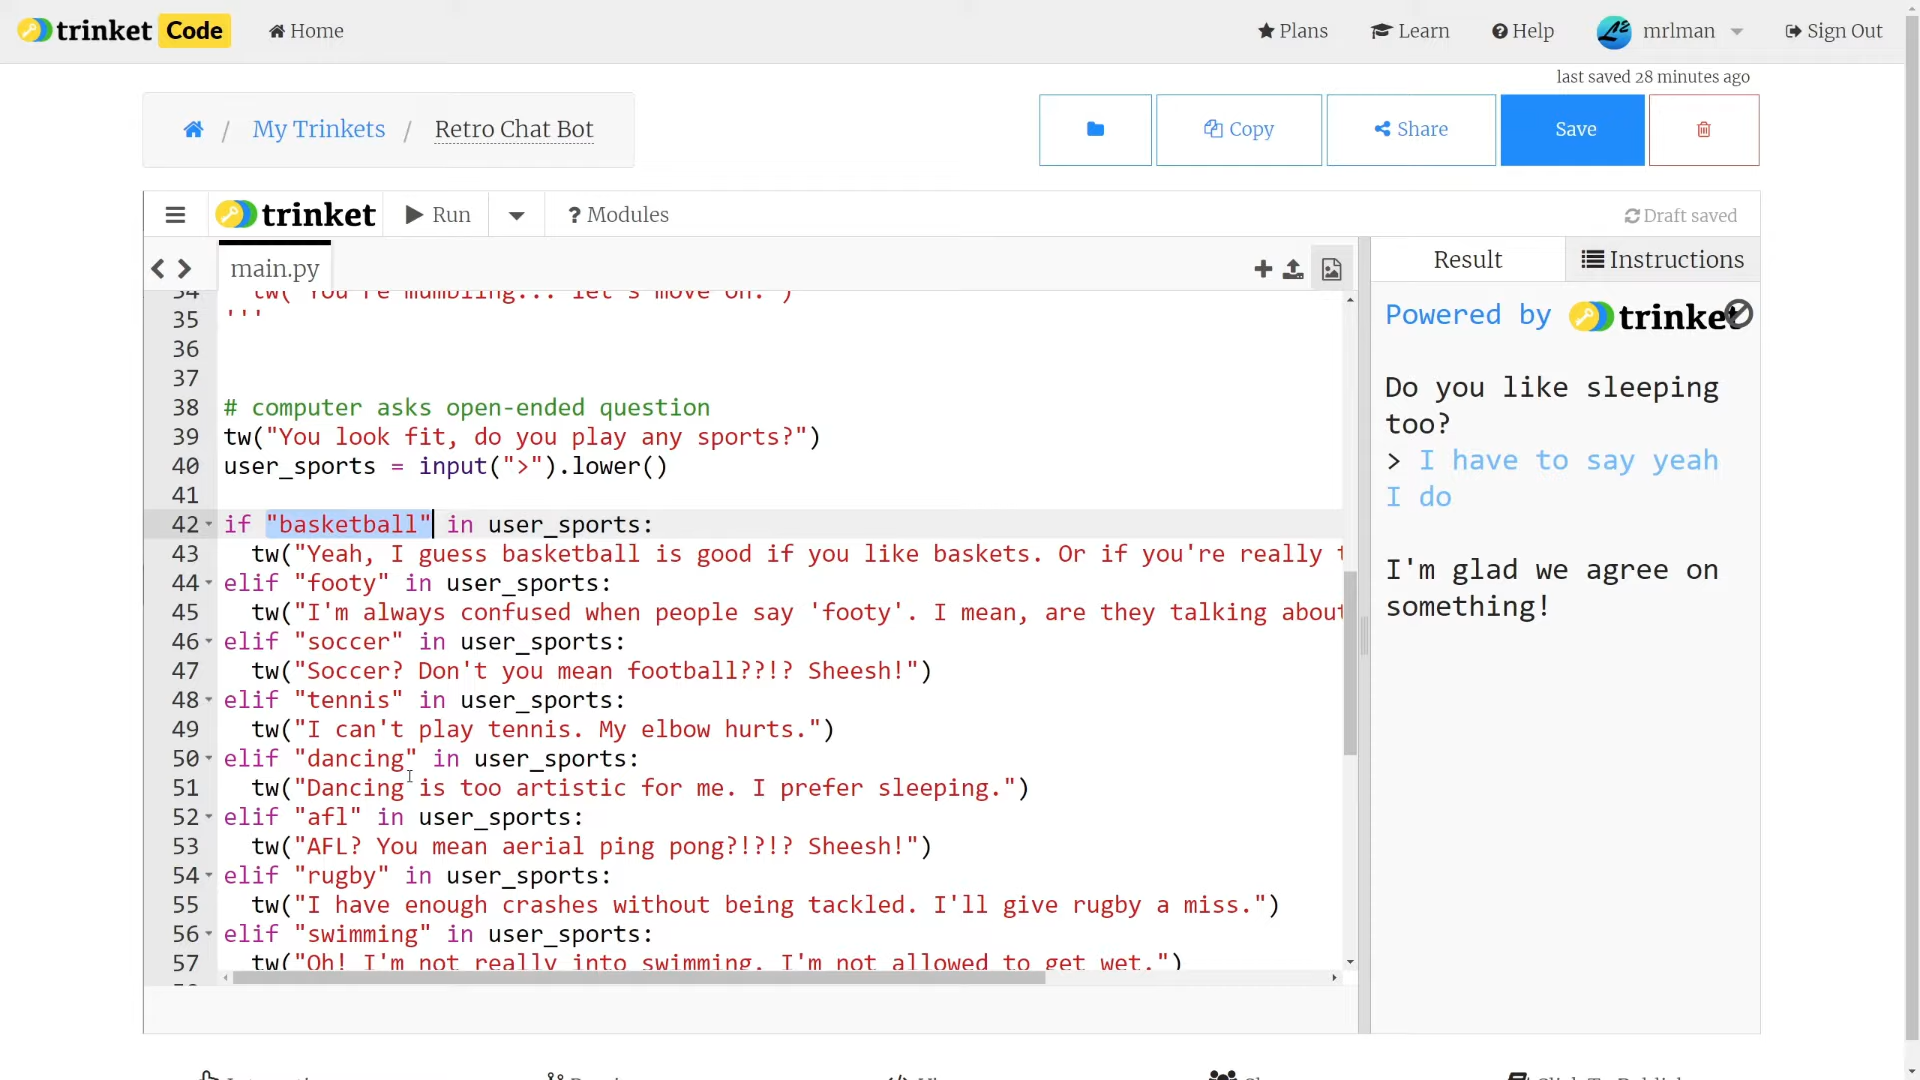 trinket Code Home Plans Learn Help mrlman Sign Out
last saved 28 minutes ago
/ My Trinkets / Retro Chat Bot Copy Share Save
trinket Run ? Modules Draft saved
main.py Result Instructions
34 tw("You're mumbling... let's move on.")
35 '''
36
37
38 # computer asks open-ended question
39 tw("You look fit, do you play any sports?")
40 user_sports = input(">").lower()
41
42 if "basketball" in user_sports:
43 tw("Yeah, I guess basketball is good if you like baskets. Or if you're really
44 elif "footy" in user_sports:
45 tw("I'm always confused when people say 'footy'. I mean, are they talking about
46 elif "soccer" in user_sports:
47 tw("Soccer? Don't you mean football??!? Sheesh!")
48 elif "tennis" in user_sports:
49 tw("I can't play tennis. My elbow hurts.")
50 elif "dancing" in user_sports:
51 tw("Dancing is too artistic for me. I prefer sleeping.")
52 elif "afl" in user_sports:
53 tw("AFL? You mean aerial ping pong?!?!? Sheesh!")
54 elif "rugby" in user_sports:
55 tw("I have enough crashes without being tackled. I'll give rugby a miss.")
56 elif "swimming" in user_sports:
57 tw("Oh! I'm not really into swimming. I'm not allowed to get wet.")
Powered by trinket
Do you like sleeping
too?
> I have to say yeah
I do
I'm glad we agree on
something!